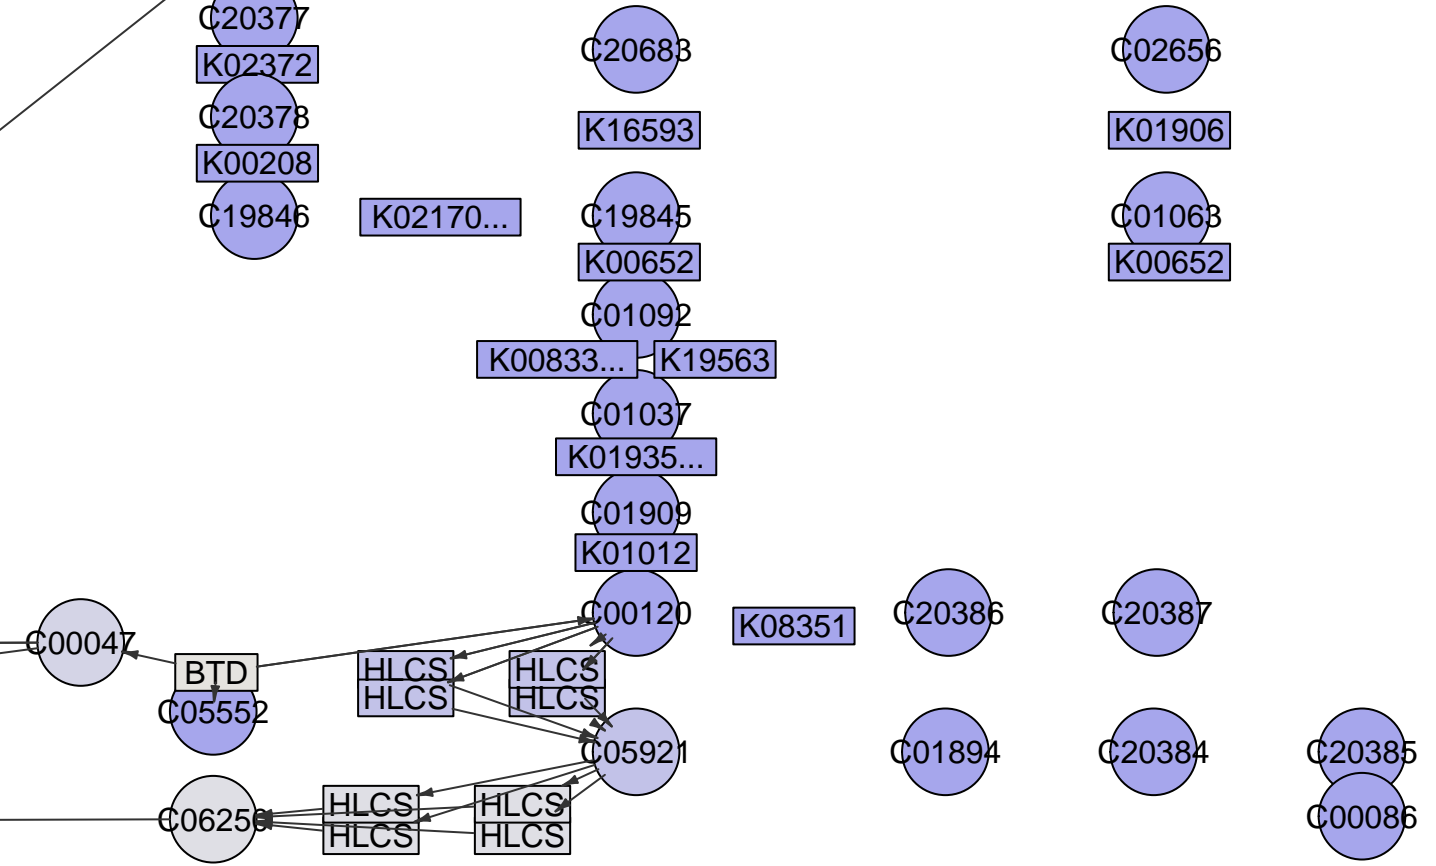 C20377
K02372
C20378
K00208
C19846
K02170...
C20683
K16593
C19845
K00652
C01092
K00833...
K19563
C01037
K01935...
C01909
K01012
C00120
C02656
K01906
C01063
K00652
K08351
C20386
C20387
C00047
BTD
C05552
HLCS
HLCS
HLCS
HLCS
C05921
C01894
C20384
C20385
C00086
C06250
HLCS
HLCS
HLCS
HLCS